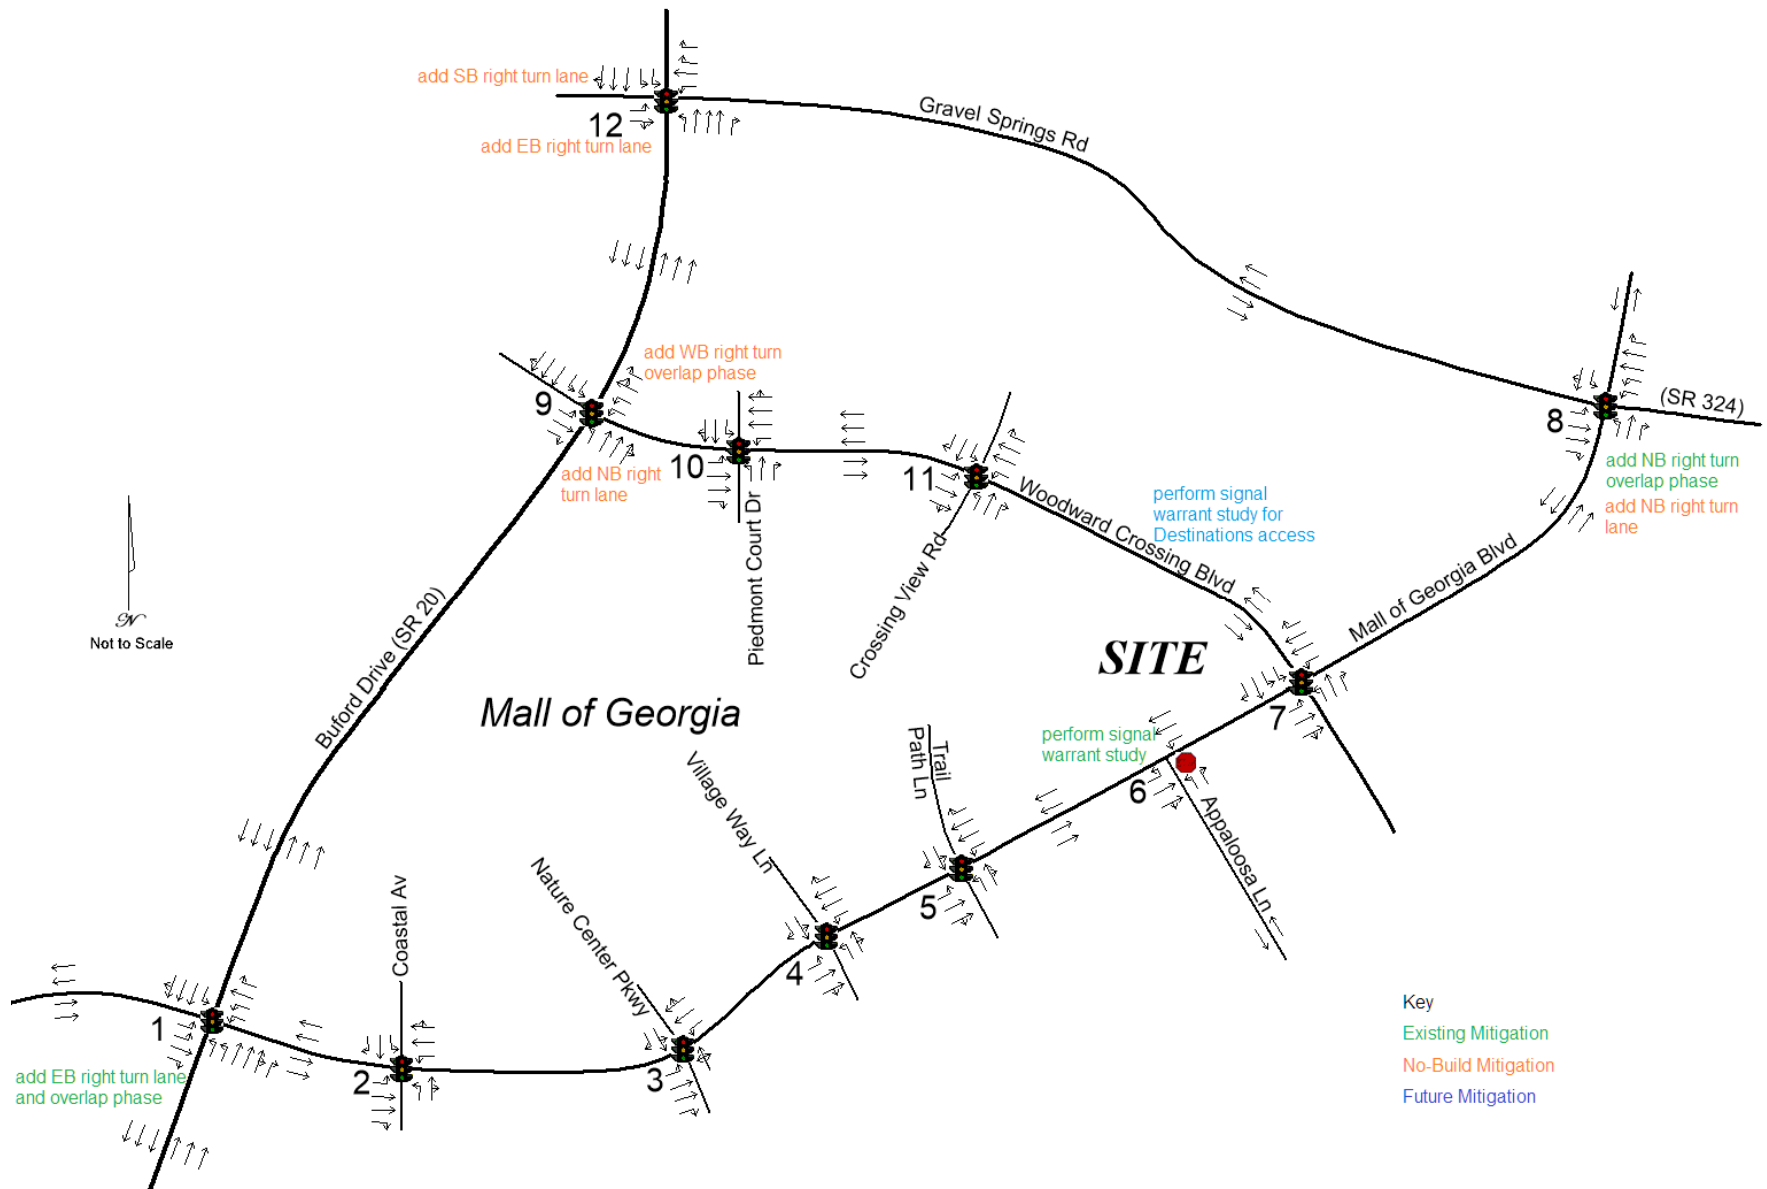 add SB right turn lane
12
add EB right turn lane
Gravel Springs Rd
add WB right turn
overlap phase
9
add NB right
turn lane
10
Piedmont Court Dr
11
Crossing View Rd
Woodward Crossing Blvd
perform signal
warrant study for
Destinations access
8
(SR 324)
add NB right turn
overlap phase
add NB right turn
lane
Mall of Georgia Blvd
N
Not to Scale
Buford Drive (SR 20)
Mall of Georgia
SITE
7
perform signal
warrant study
6
Appaloosa Ln
Trail
Path Ln
5
Village Way Ln
4
Nature Center Pkwy
3
Coastal Av
2
1
add EB right turn lane
and overlap phase
Key
Existing Mitigation
No-Build Mitigation
Future Mitigation